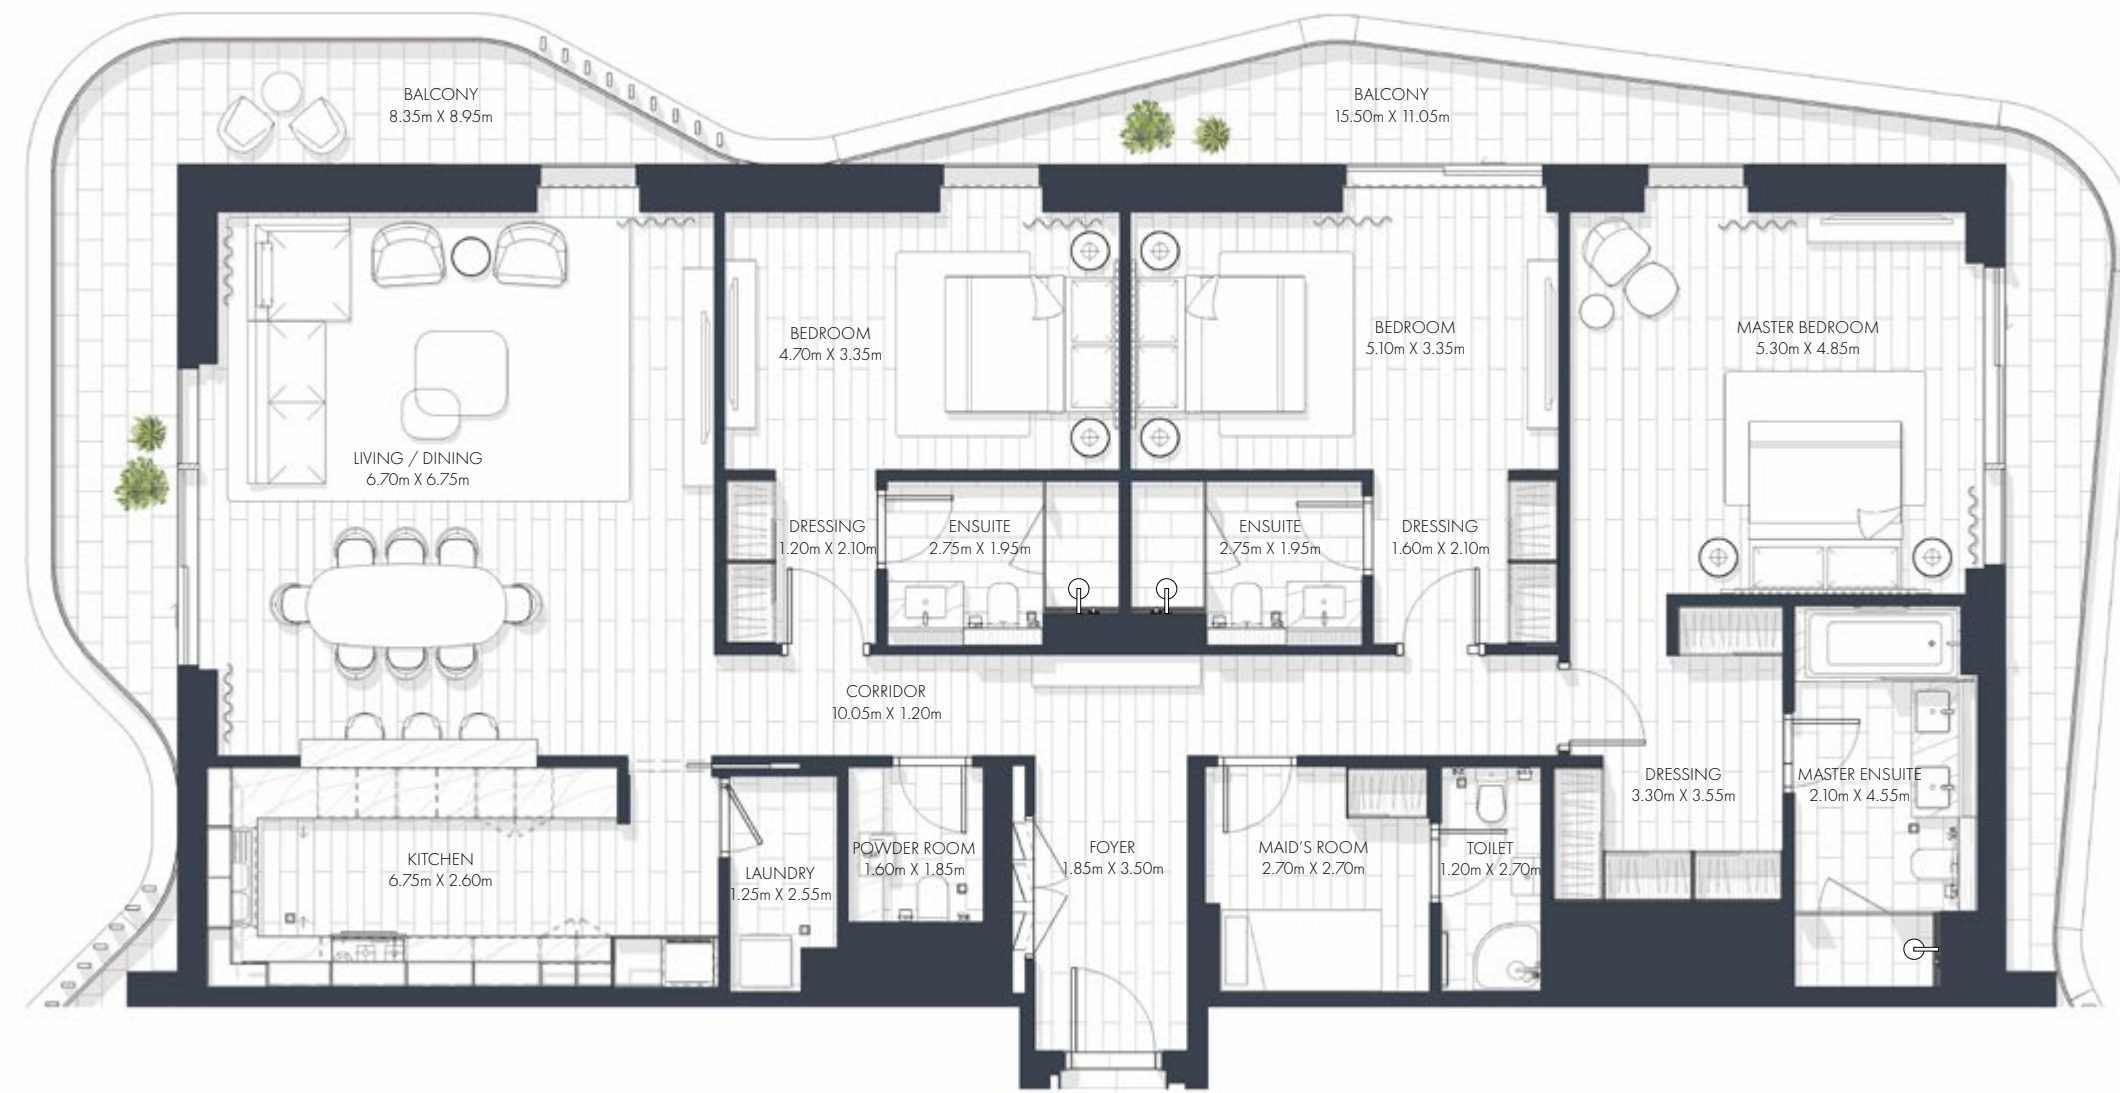 BALCONY
8.35m X 8.95m
BALCONY
15.50m X 11.05m
BEDROOM
4.70m X 3.35m
BEDROOM
5.10m X 3.35m
MASTER BEDROOM
5.30m X 4.85m
LIVING / DINING
6.70m X 6.75m
DRESSING
1.20m X 2.10m
ENSUITE
2.75m X 1.95m
ENSUITE
2.75m X 1.95m
DRESSING
1.60m X 2.10m
CORRIDOR
10.05m X 1.20m
DRESSING
3.30m X 3.55m
MASTER ENSUITE
2.10m X 4.55m
KITCHEN
6.75m X 2.60m
LAUNDRY
1.25m X 2.55m
POWDER ROOM
1.60m X 1.85m
FOYER
1.85m X 3.50m
MAID'S ROOM
2.70m X 2.70m
TOILET
1.20m X 2.70m